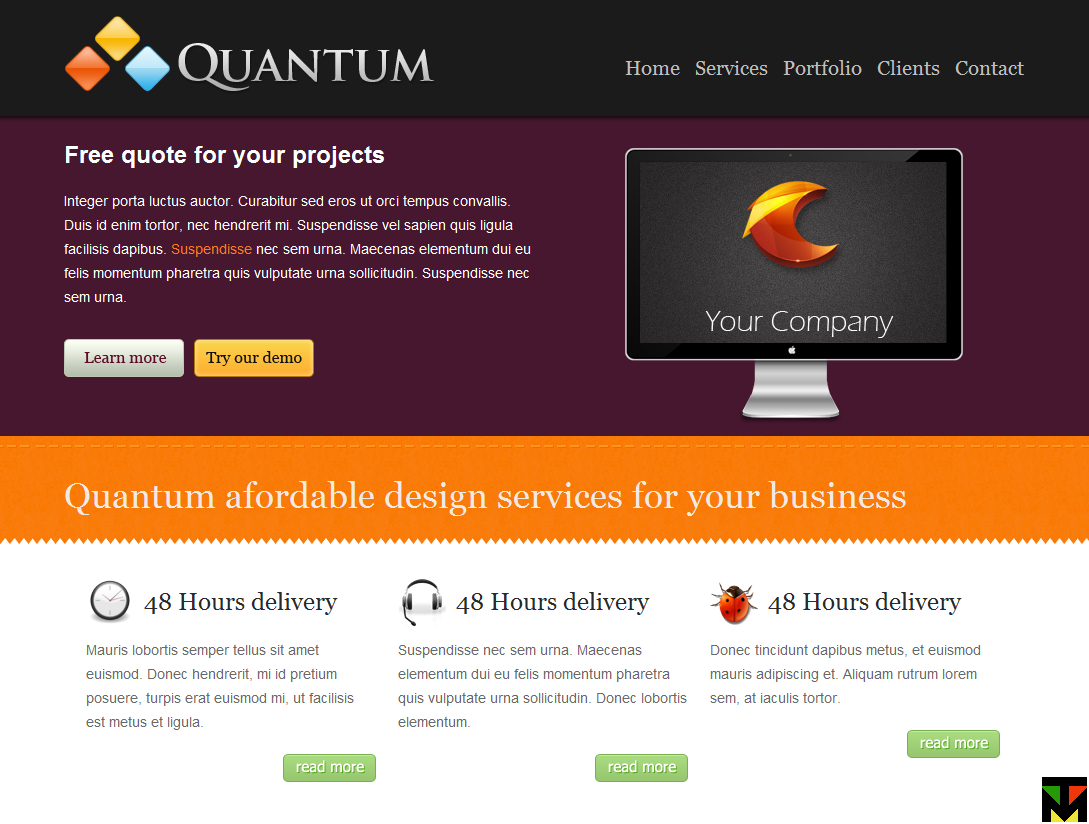 QUANTUM
Home Services Portfolio Clients Contact
Free quote for your projects
Integer porta luctus auctor. Curabitur sed eros ut orci tempus convallis.
Duis id enim tortor, nec hendrerit mi. Suspendisse vel sapien quis ligula
facilisis dapibus. Suspendisse nec sem urna. Maecenas elementum dui eu
felis momentum pharetra quis vulputate urna sollicitudin. Suspendisse nec
sem urna.
Learn more
Try our demo
Your Company
Quantum afordable design services for your business
48 Hours delivery
Mauris lobortis semper tellus sit amet
euismod. Donec hendrerit, mi id pretium
posuere, turpis erat euismod mi, ut facilisis
est metus et ligula.
read more
48 Hours delivery
Suspendisse nec sem urna. Maecenas
elementum dui eu felis momentum pharetra
quis vulputate urna sollicitudin. Donec lobortis
elementum.
read more
48 Hours delivery
Donec tincidunt dapibus metus, et euismod
mauris adipiscing et. Aliquam rutrum lorem
sem, at iaculis tortor.
read more